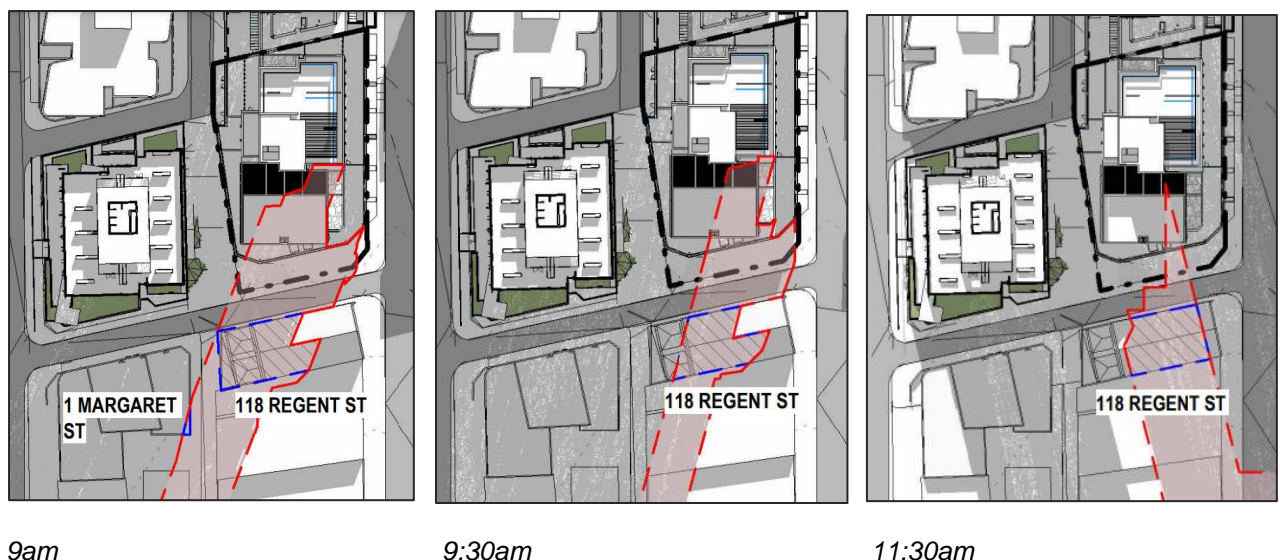 1 MARGARET
ST
118 REGENT ST
118 REGENT ST
118 REGENT ST
9am
9:30am
11:30am